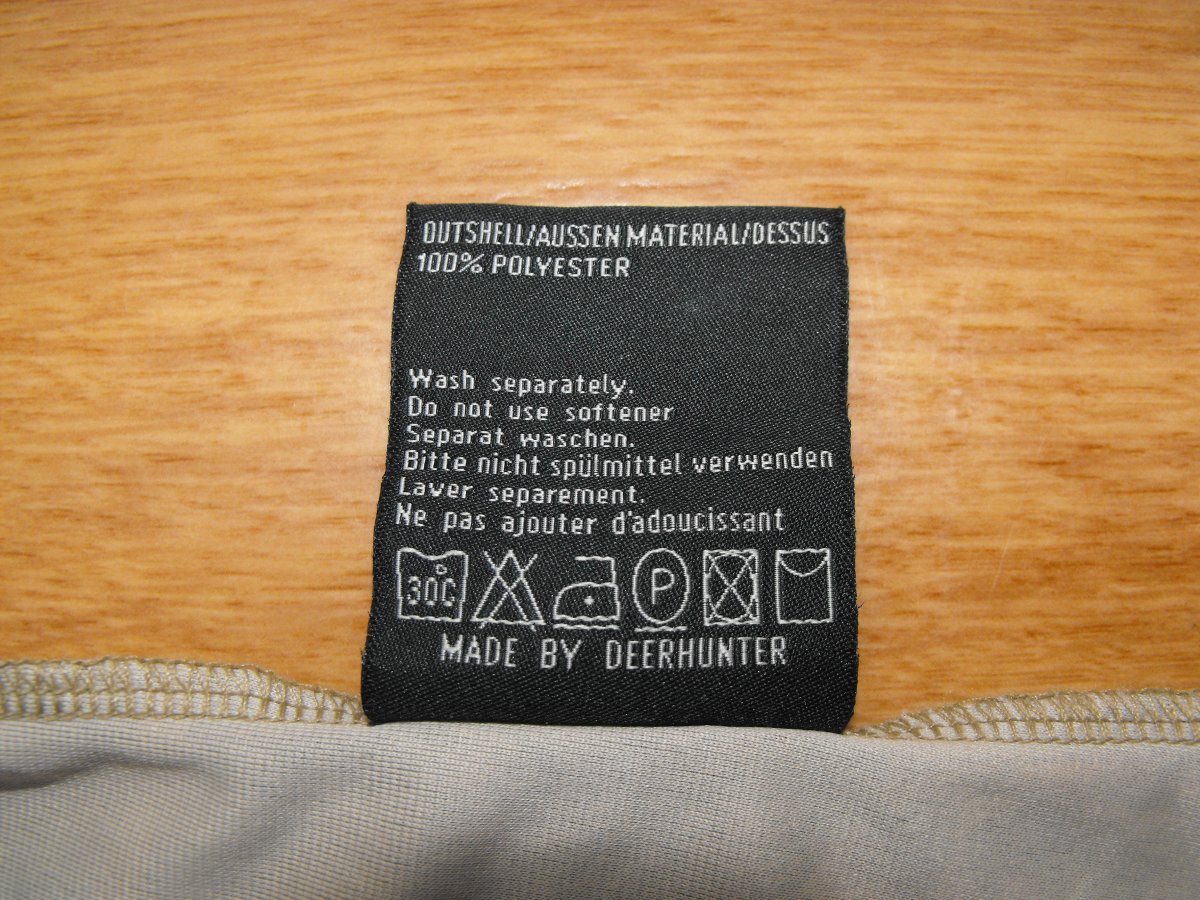 OUTSHELL/AUSSEN MATERIAL/DESSUS
100% POLYESTER
Wash separately.
Do not use softener
Separat waschen.
Bitte nicht spülmittel verwenden
Laver separement.
Ne pas ajouter d'adoucissant
30°C P
MADE BY DEERHUNTER